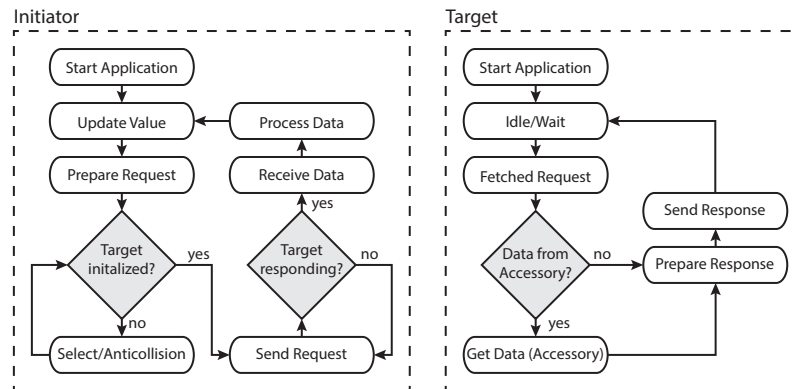 Initiator
Start Application
Update Value
Process Data
Prepare Request
Receive Data
yes
Target
initalized?
yes
Target
responding?
no
no
Select/Anticollision
Send Request
Target
Start Application
Idle/Wait
Fetched Request
Send Response
Data from
Accessory?
no
Prepare Response
yes
Get Data (Accessory)